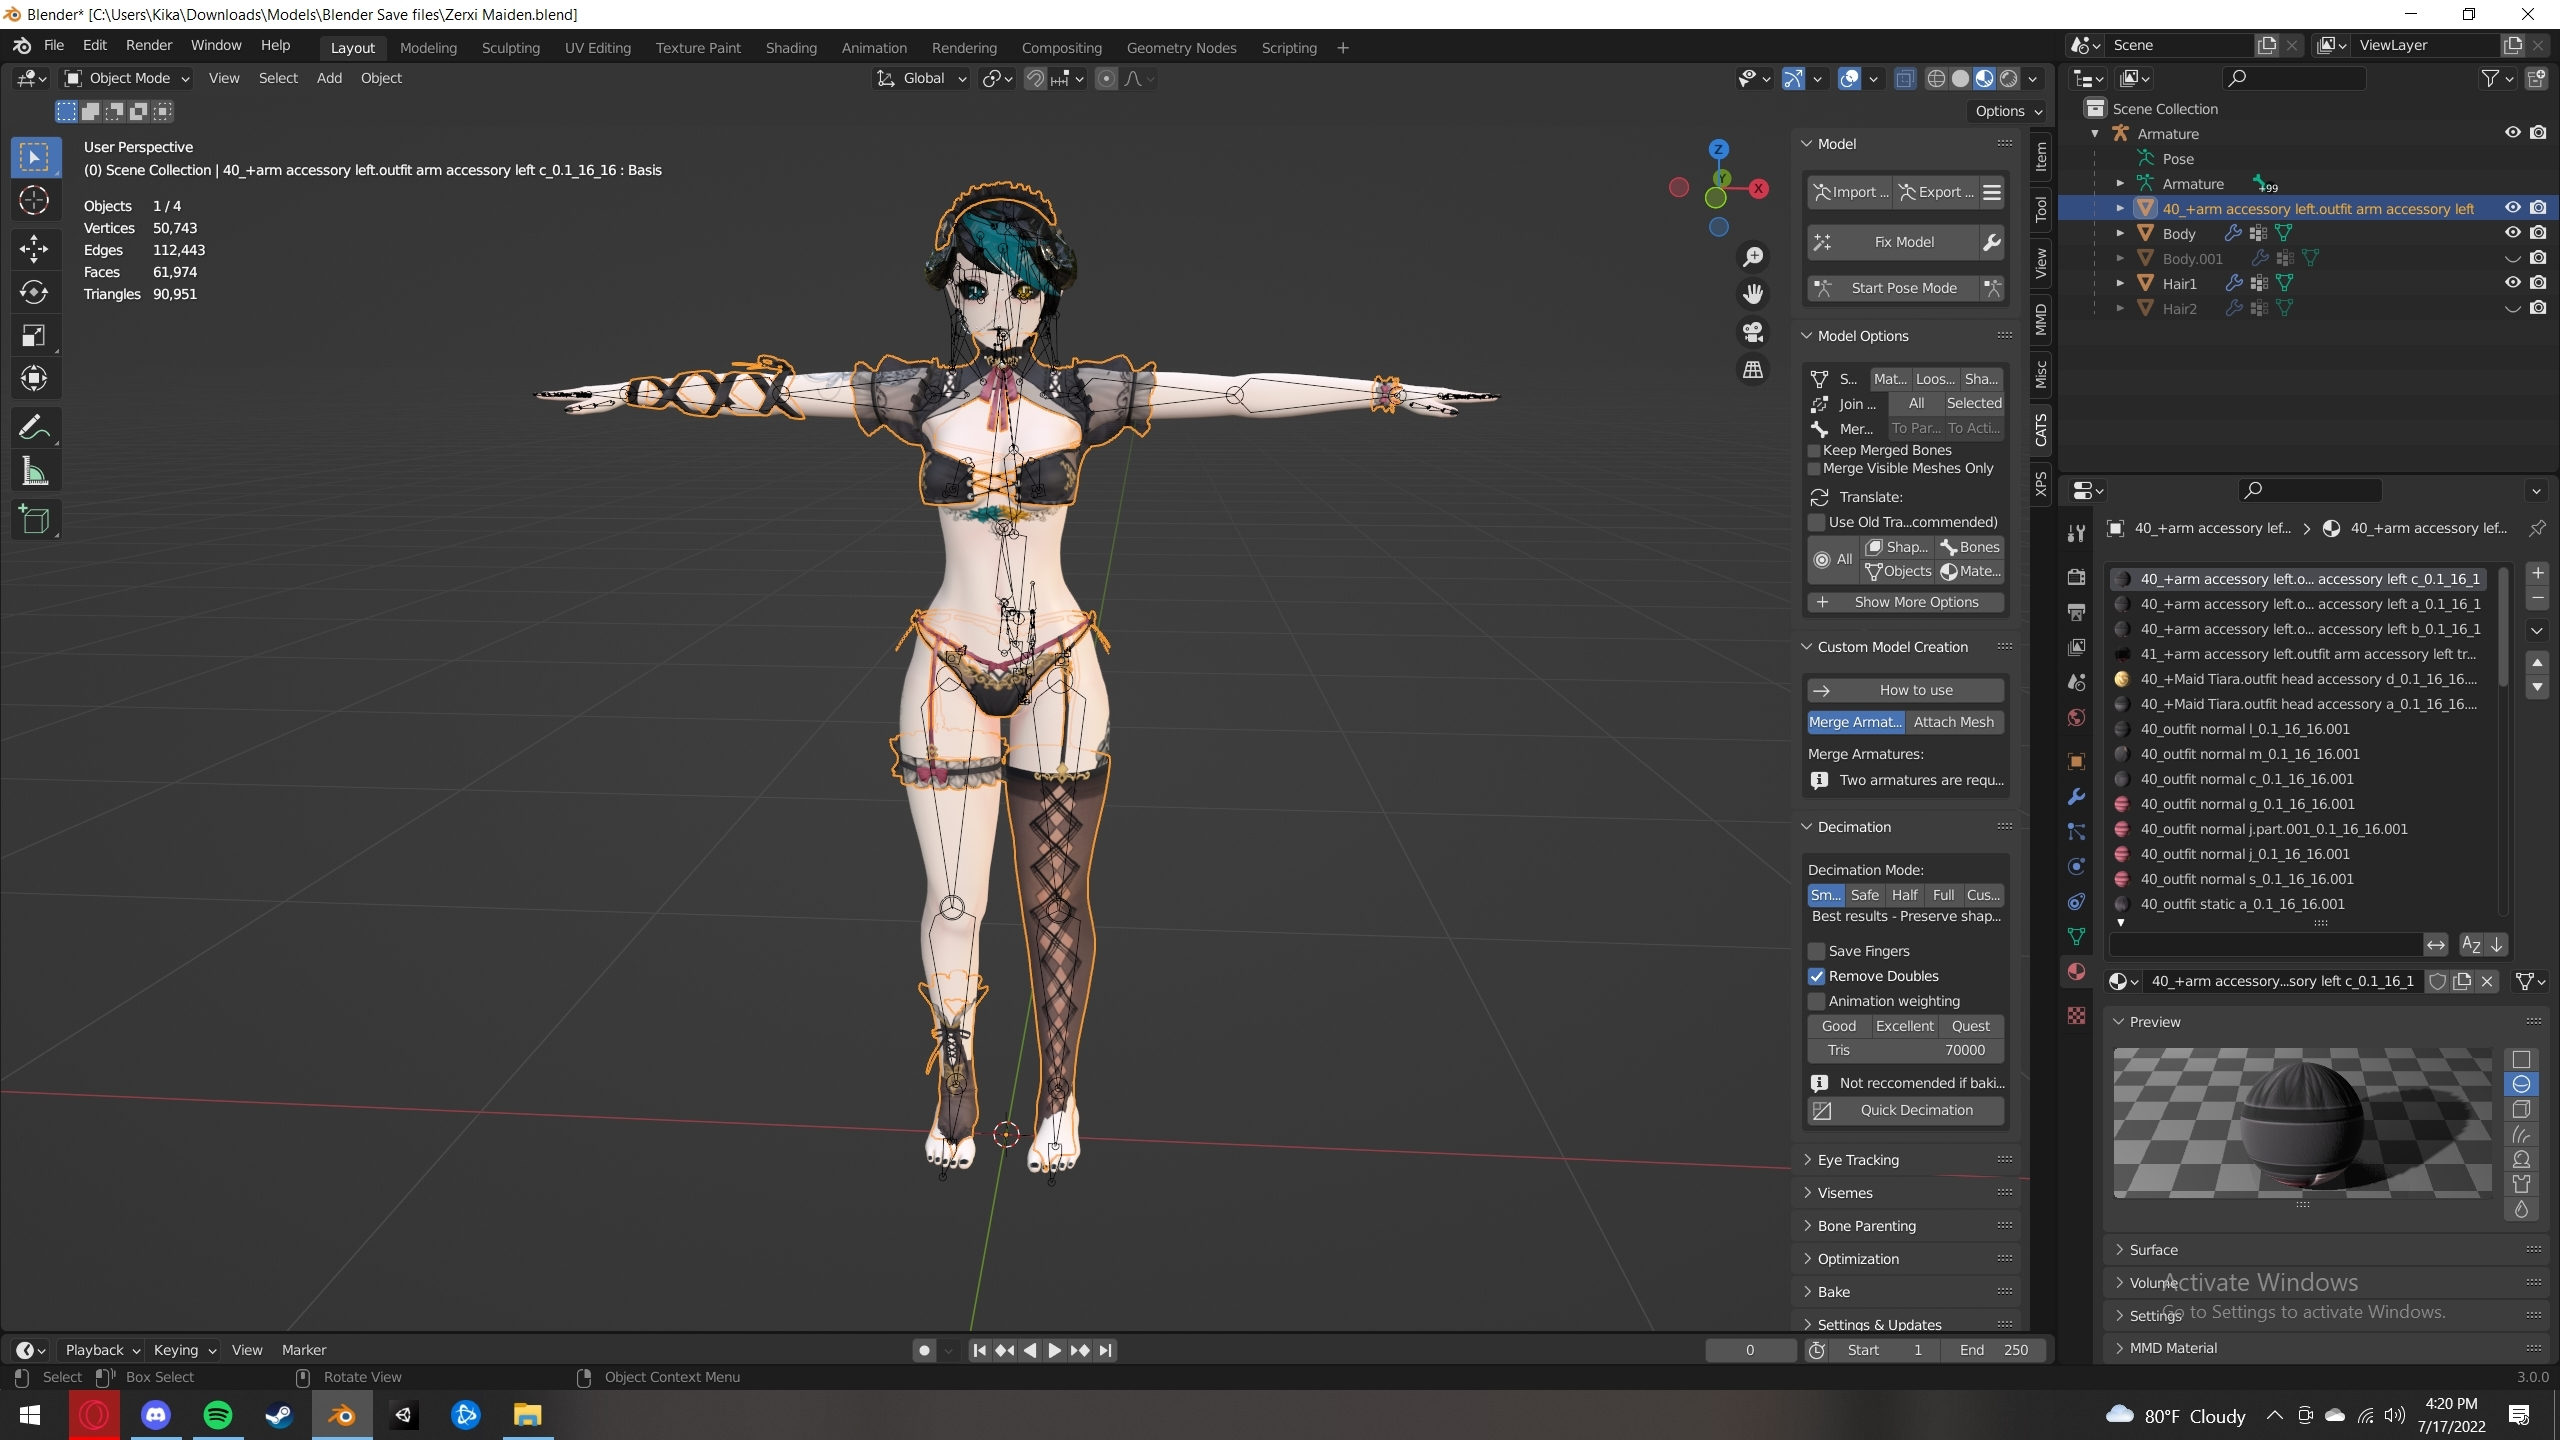 Blender* [C:\Users\Kika\Downloads\Models\Blender Save files\Zerxi Maiden.blend]
File Edit Render Window Help
Layout Modeling Sculpting UV Editing Texture Paint Shading Animation Rendering Compositing Geometry Nodes Scripting +
Scene
ViewLayer
Object Mode View Select Add Object
Global
Options
User Perspective
(0) Scene Collection | 40_+arm accessory left.outfit arm accessory left c_0.1_16_16 : Basis
Objects 1 / 4
Vertices 50,743
Edges 112,443
Faces 61,974
Triangles 90,951
Z
Y
X
Item
Tool
View
MMD
Misc
CATS
XPS
Model
Import ... Export ...
Fix Model
Start Pose Mode
Model Options
S... Mat... Loos... Sha...
Join ... All Selected
Mer... To Par... To Acti...
Keep Merged Bones
Merge Visible Meshes Only
Translate:
Use Old Tra...commended)
All Shap... Bones
Objects Mate...
Show More Options
Custom Model Creation
How to use
Merge Armat... Attach Mesh
Merge Armatures:
Two armatures are requ...
Decimation
Decimation Mode:
Sm... Safe Half Full Cus...
Best results - Preserve shap...
Save Fingers
Remove Doubles
Animation weighting
Good Excellent Quest
Tris 70000
Not reccomended if baki...
Quick Decimation
Eye Tracking
Visemes
Bone Parenting
Optimization
Bake
Settings & Updates
Scene Collection
Armature
Pose
Armature +99
40_+arm accessory left.outfit arm accessory left
Body
Body.001
Hair1
Hair2
40_+arm accessory lef... 40_+arm accessory lef...
40_+arm accessory left.o... accessory left c_0.1_16_1
40_+arm accessory left.o... accessory left a_0.1_16_1
40_+arm accessory left.o... accessory left b_0.1_16_1
41_+arm accessory left.outfit arm accessory left tr...
40_+Maid Tiara.outfit head accessory d_0.1_16_16....
40_+Maid Tiara.outfit head accessory a_0.1_16_16....
40_outfit normal l_0.1_16_16.001
40_outfit normal m_0.1_16_16.001
40_outfit normal c_0.1_16_16.001
40_outfit normal g_0.1_16_16.001
40_outfit normal j.part.001_0.1_16_16.001
40_outfit normal j_0.1_16_16.001
40_outfit normal s_0.1_16_16.001
40_outfit static a_0.1_16_16.001
AZ
40_+arm accessory...sory left c_0.1_16_1
Preview
Surface
Volume
Settings
MMD Material
Activate Windows
Go to Settings to activate Windows.
Playback Keying View Marker
0 Start 1 End 250
Select Box Select Rotate View Object Context Menu 3.0.0
80°F Cloudy
4:20 PM
7/17/2022